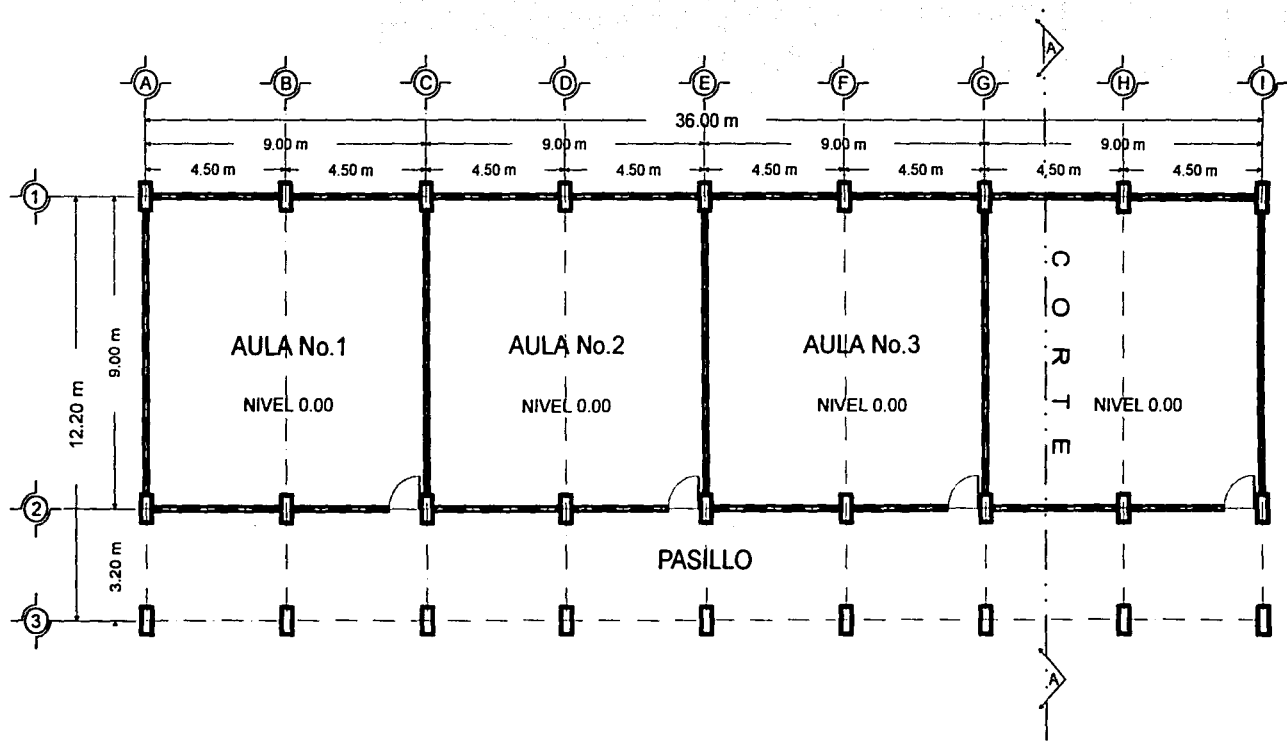 A
A B C D E F G H I
36.00 m
9.00 m 9.00 m 9.00 m 9.00 m
4.50 m 4.50 m 4.50 m 4.50 m 4.50 m 4.50 m 4.50 m 4.50 m
1
CORTE
AULA No.1 AULA No.2 AULA No.3
9.00 m
12.20 m
NIVEL 0.00 NIVEL 0.00 NIVEL 0.00 NIVEL 0.00
2
PASILLO
3.20 m
3
A